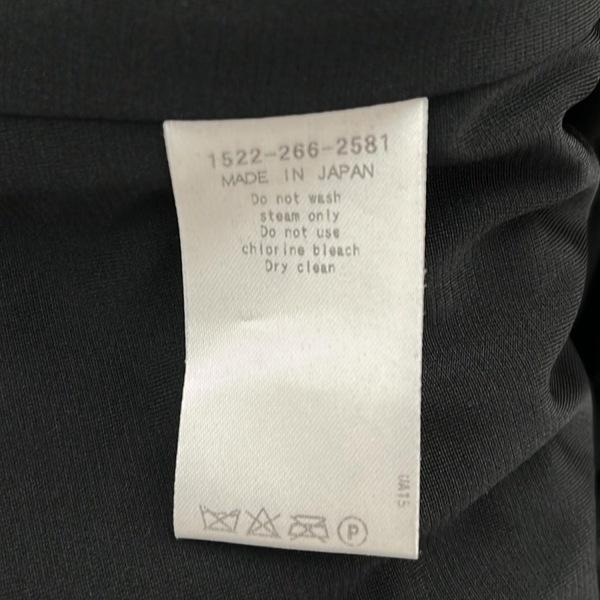 1522-266-2581
MADE IN JAPAN
Do not wash
steam only
Do not use
chlorine bleach
Dry clean
UA15
P